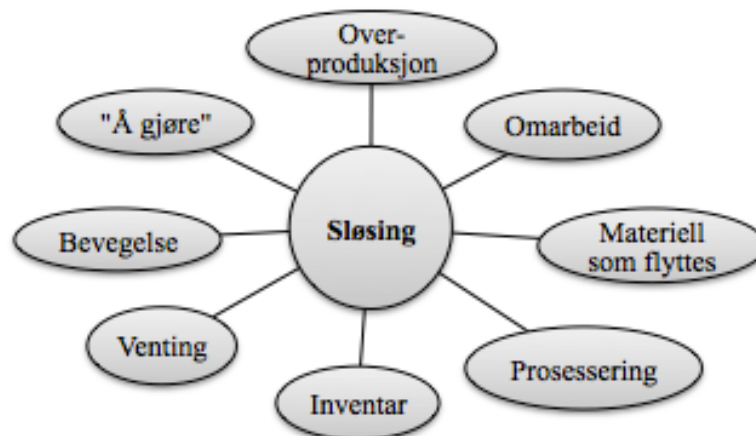 Over-
produksjon
"Å gjøre"
Omarbeid
Bevegelse
Sløsing
Materiell
som flyttes
Venting
Prosessering
Inventar